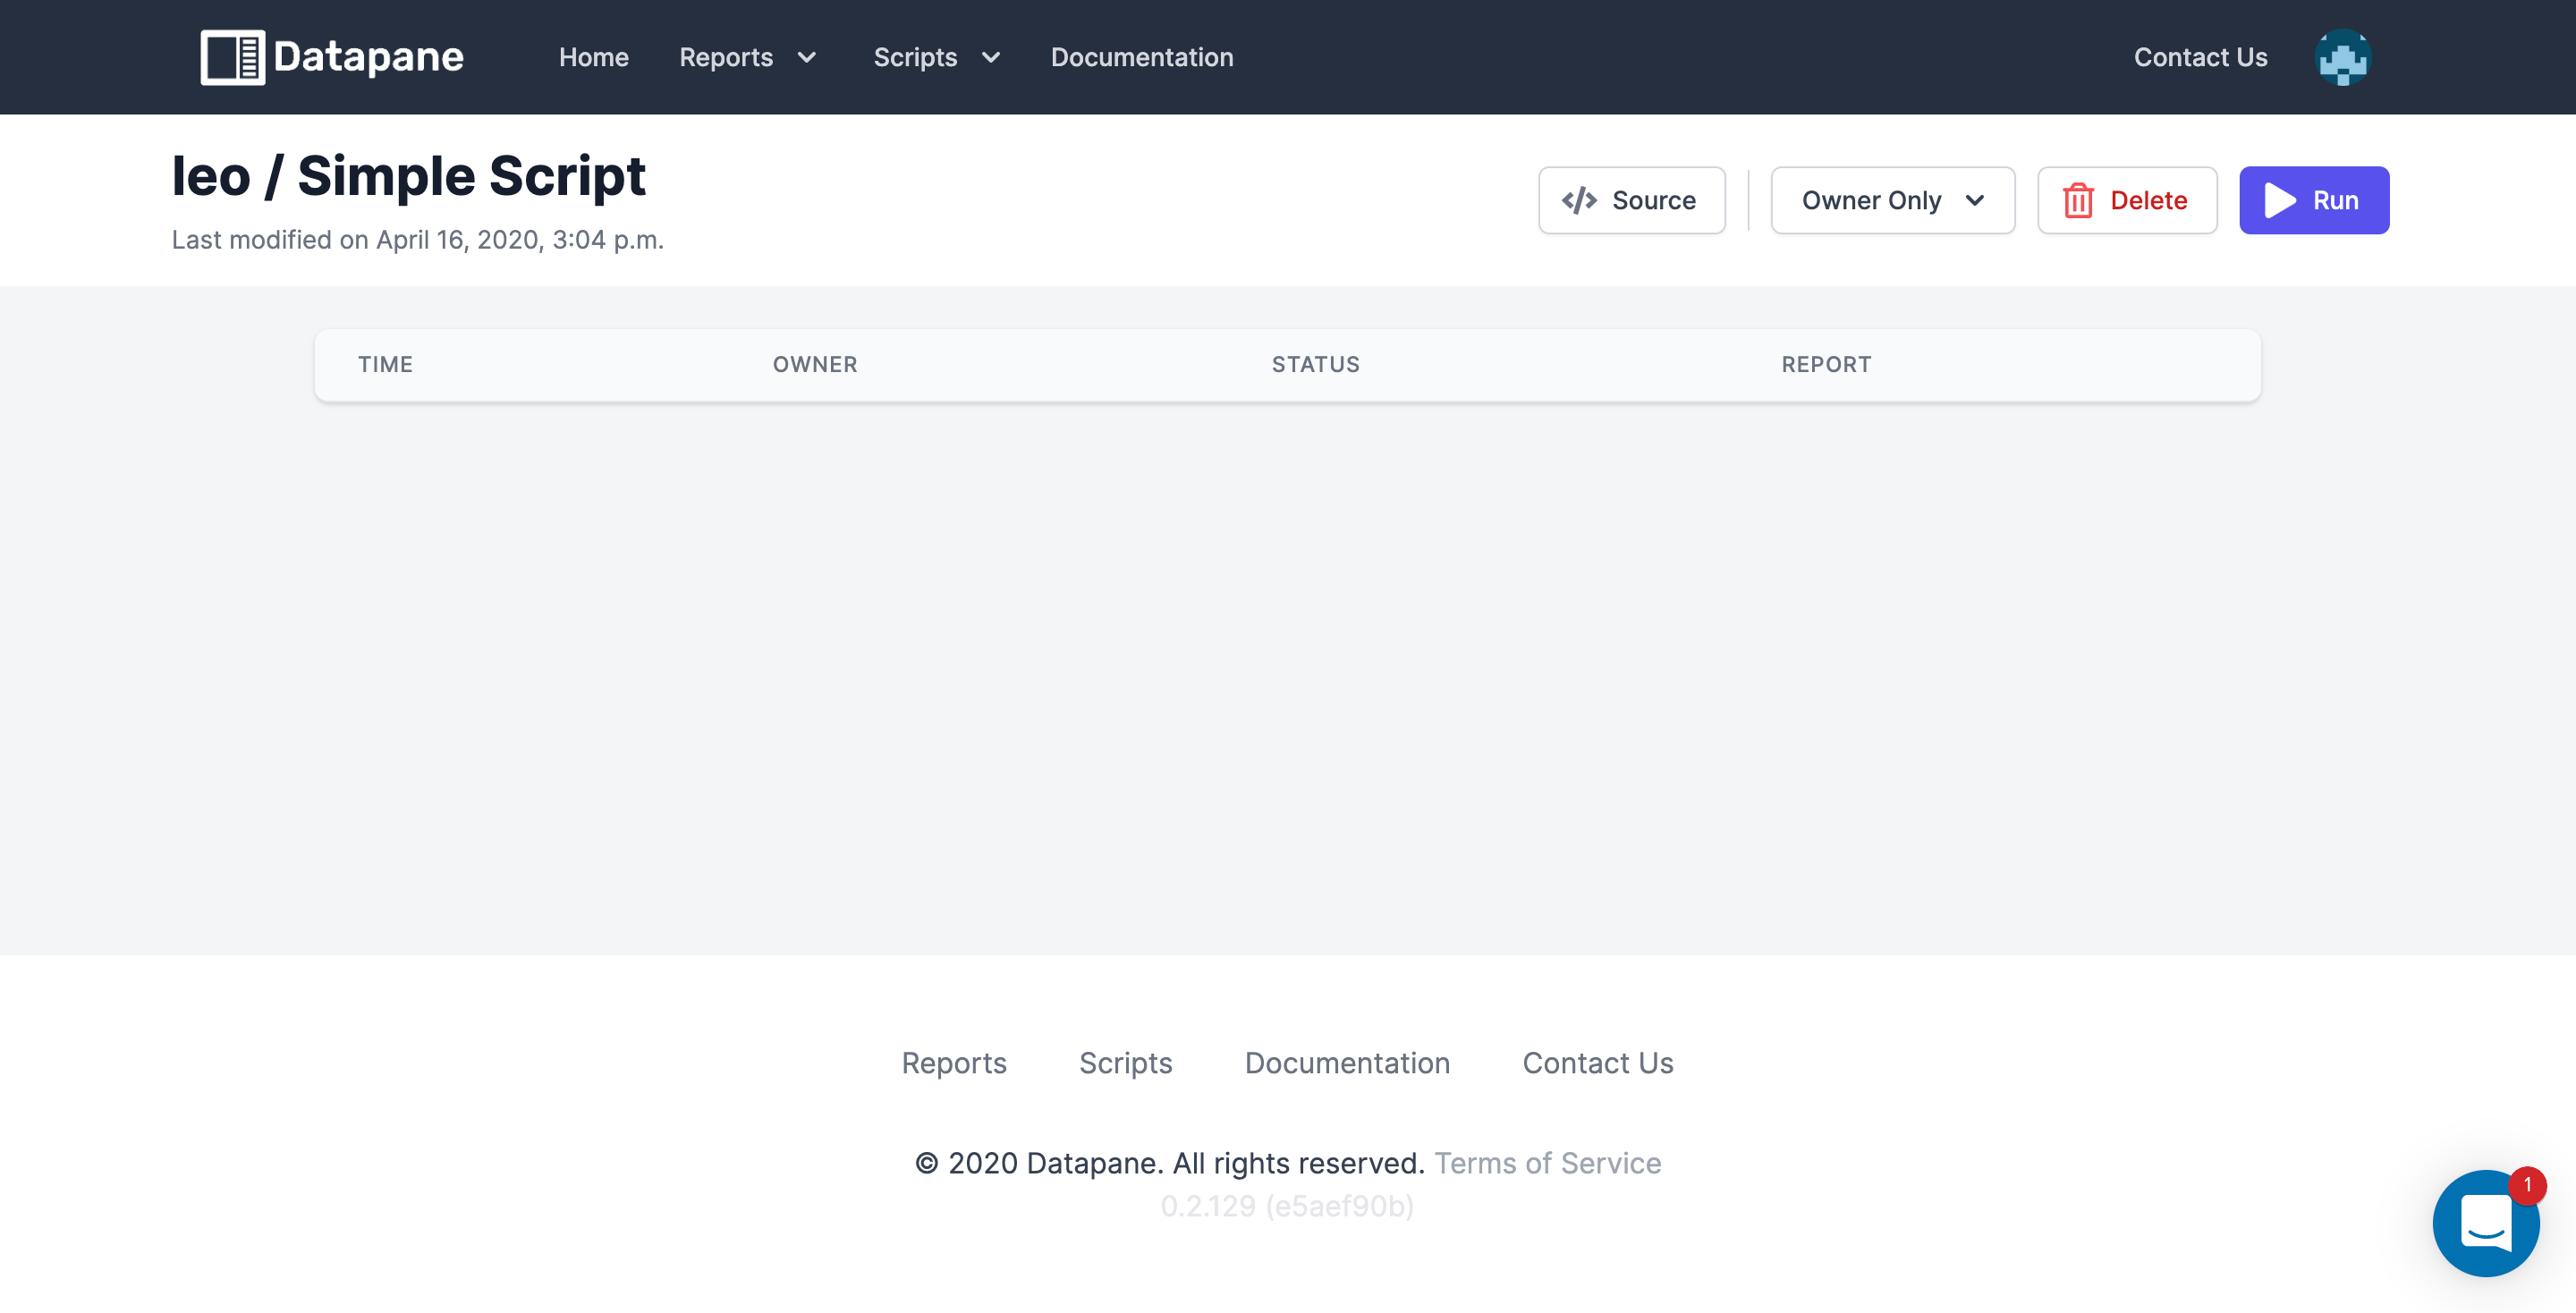 Datapane Home Reports Scripts Documentation Contact Us
leo / Simple Script
Last modified on April 16, 2020, 3:04 p.m.
</> Source Owner Only Delete Run
TIME OWNER STATUS REPORT
Reports Scripts Documentation Contact Us
© 2020 Datapane. All rights reserved. Terms of Service
0.2.129 (e5aef90b)
1